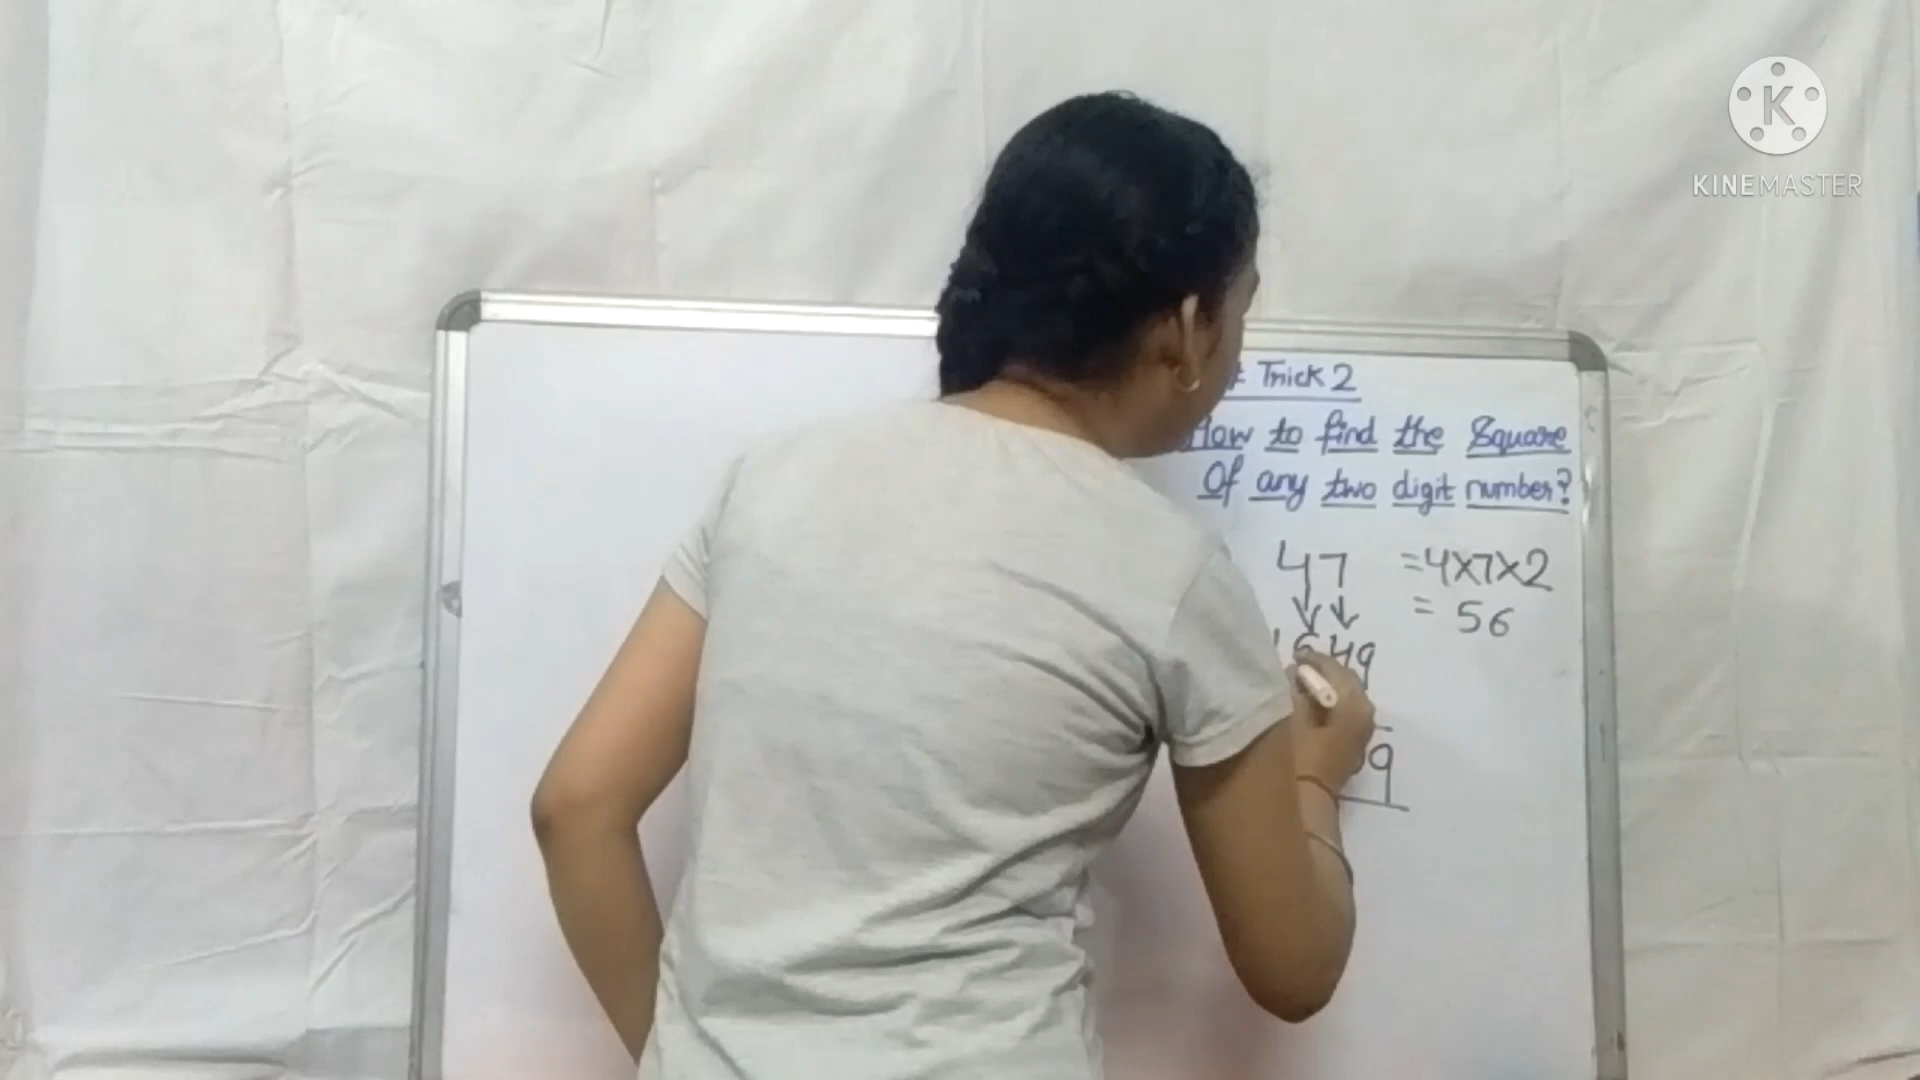 KINEMASTER
Trick 2
How to find the Square
Of any two digit number?
47 =4x7x2
= 56
1649
9